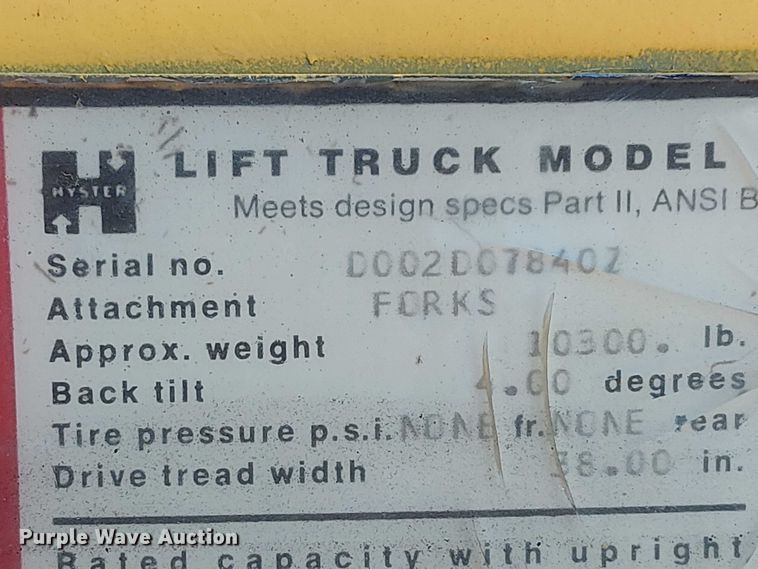 HYSTER
LIFT TRUCK MODEL
Meets design specs Part II, ANSI B
Serial no. D002D07840Z
Attachment FORKS
Approx. weight 10300. lb.
Back tilt 4.00 degrees
Tire pressure p.s.i. NONE fr. NONE rear
Drive tread width 38.00 in.
Rated capacity with upright
Purple Wave Auction